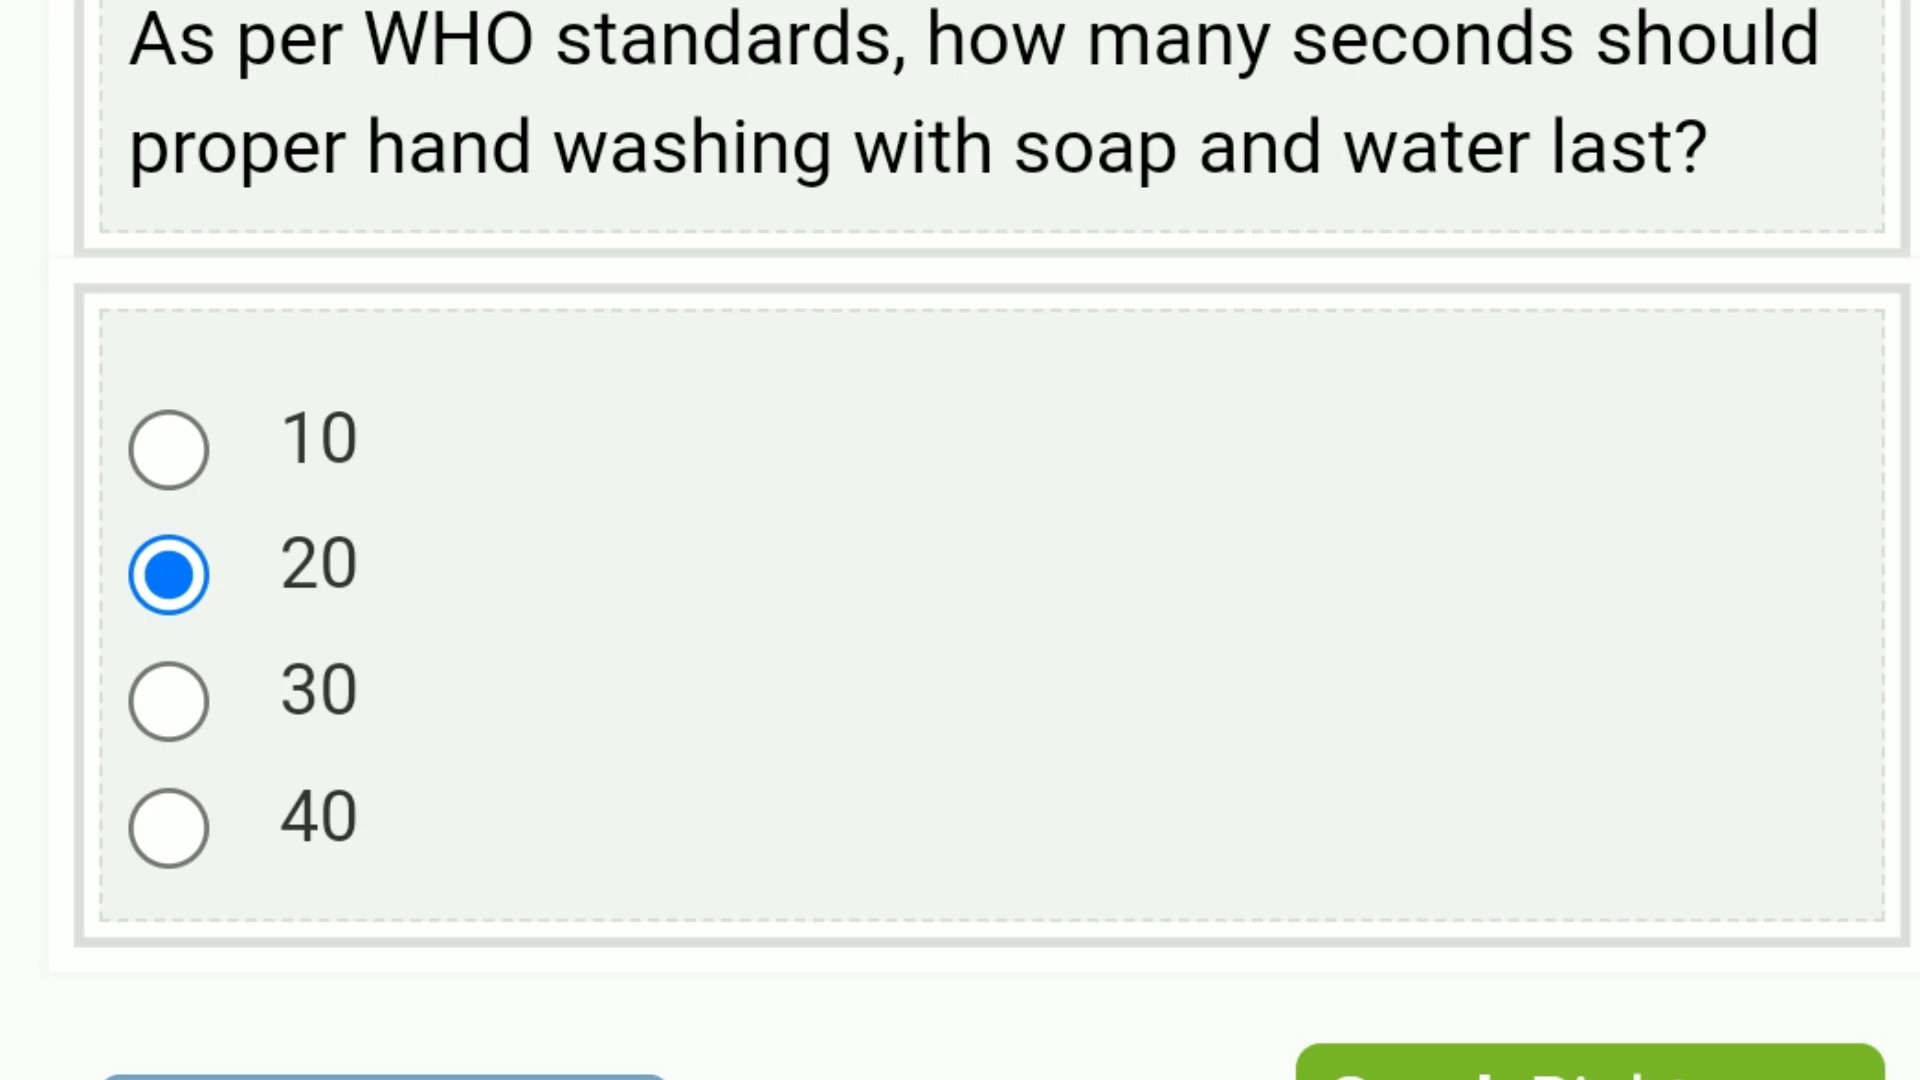 As per WHO standards, how many seconds should
proper hand washing with soap and water last?
10
20
30
40